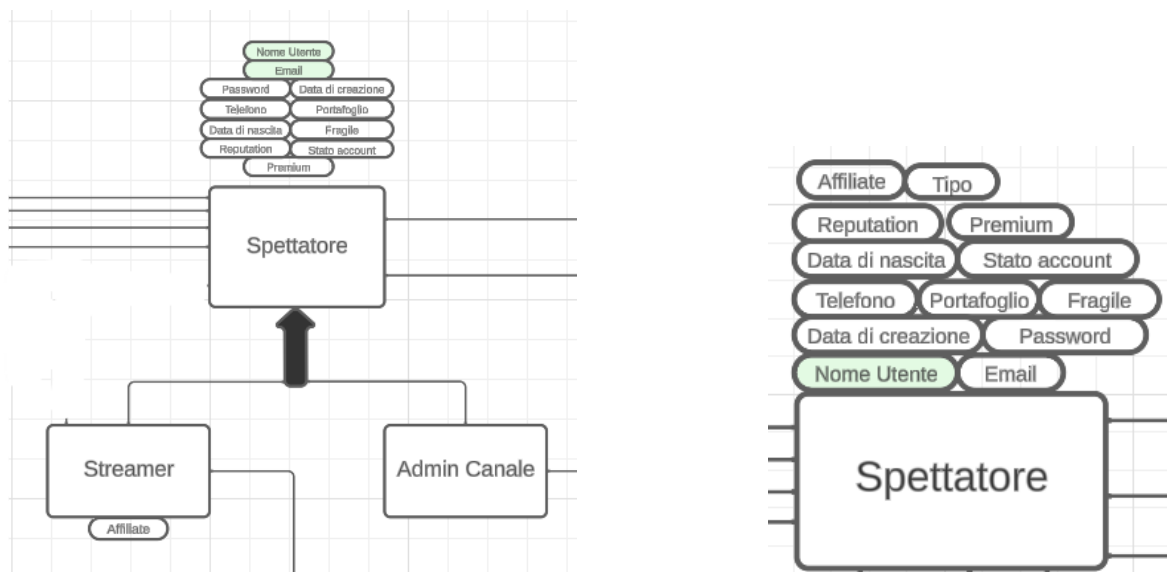 Nome Utente
Email
Password Data di creazione
Telefono Portafoglio
Data di nascita Fragile
Reputation Stato account
Premium
Spettatore
Streamer Admin Canale
Affiliate
Affiliate Tipo
Reputation Premium
Data di nascita Stato account
Telefono Portafoglio Fragile
Data di creazione Password
Nome Utente Email
Spettatore